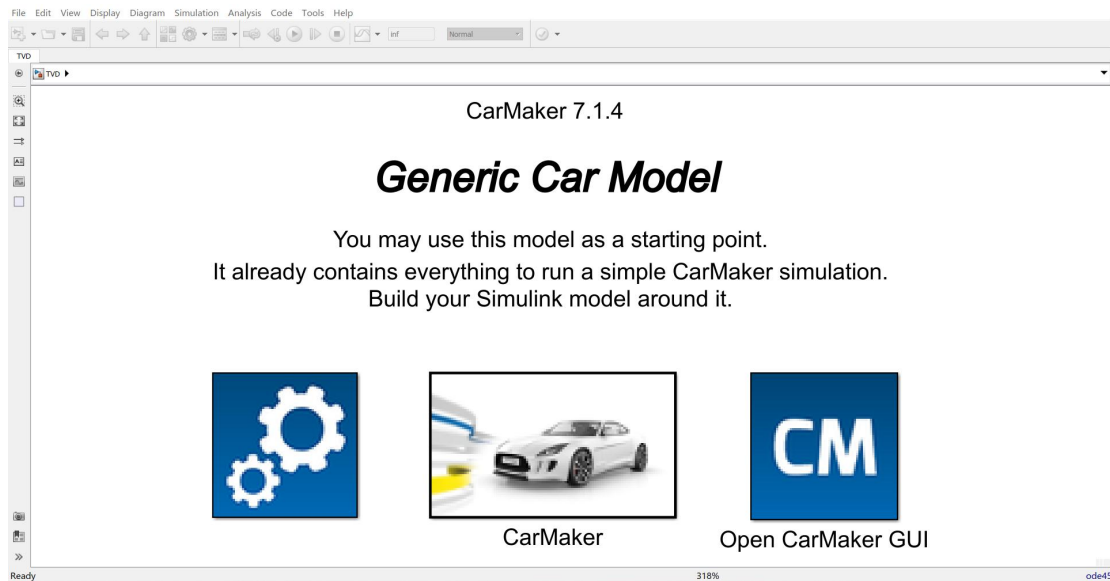 File Edit View Display Diagram Simulation Analysis Code Tools Help
inf Normal
TVD
TVD
CarMaker 7.1.4
Generic Car Model
You may use this model as a starting point.
It already contains everything to run a simple CarMaker simulation.
Build your Simulink model around it.
CM
CarMaker Open CarMaker GUI
Ready 318% ode45